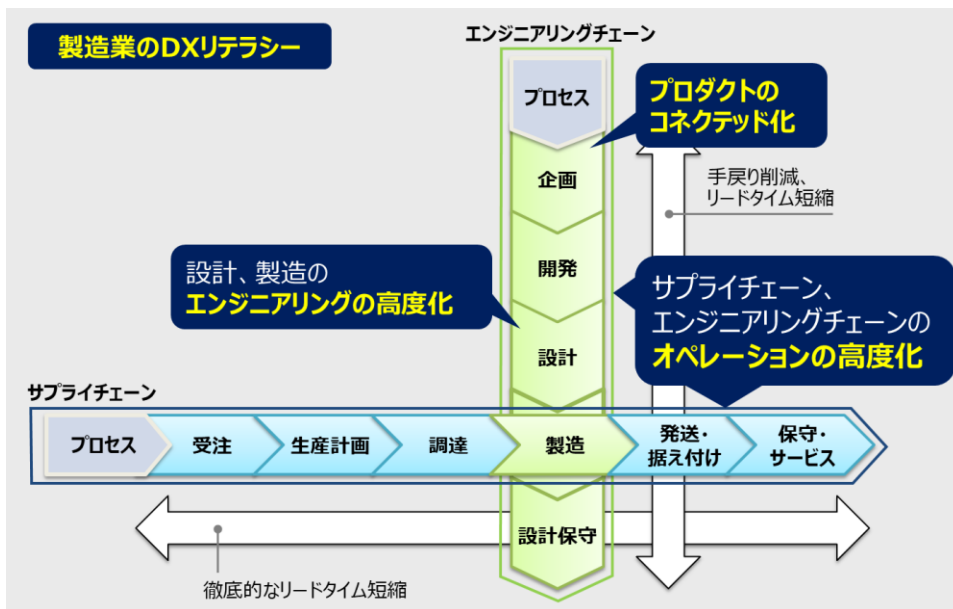 製造業のDXリテラシー
エンジニアリングチェーン
プロセス
プロダクトの
コネクテッド化
企画
手戻り削減、
リードタイム短縮
開発
設計、製造の
エンジニアリングの高度化
サプライチェーン、
エンジニアリングチェーンの
オペレーションの高度化
設計
サプライチェーン
プロセス
受注
生産計画
調達
製造
発送・
据え付け
保守・
サービス
設計保守
徹底的なリードタイム短縮